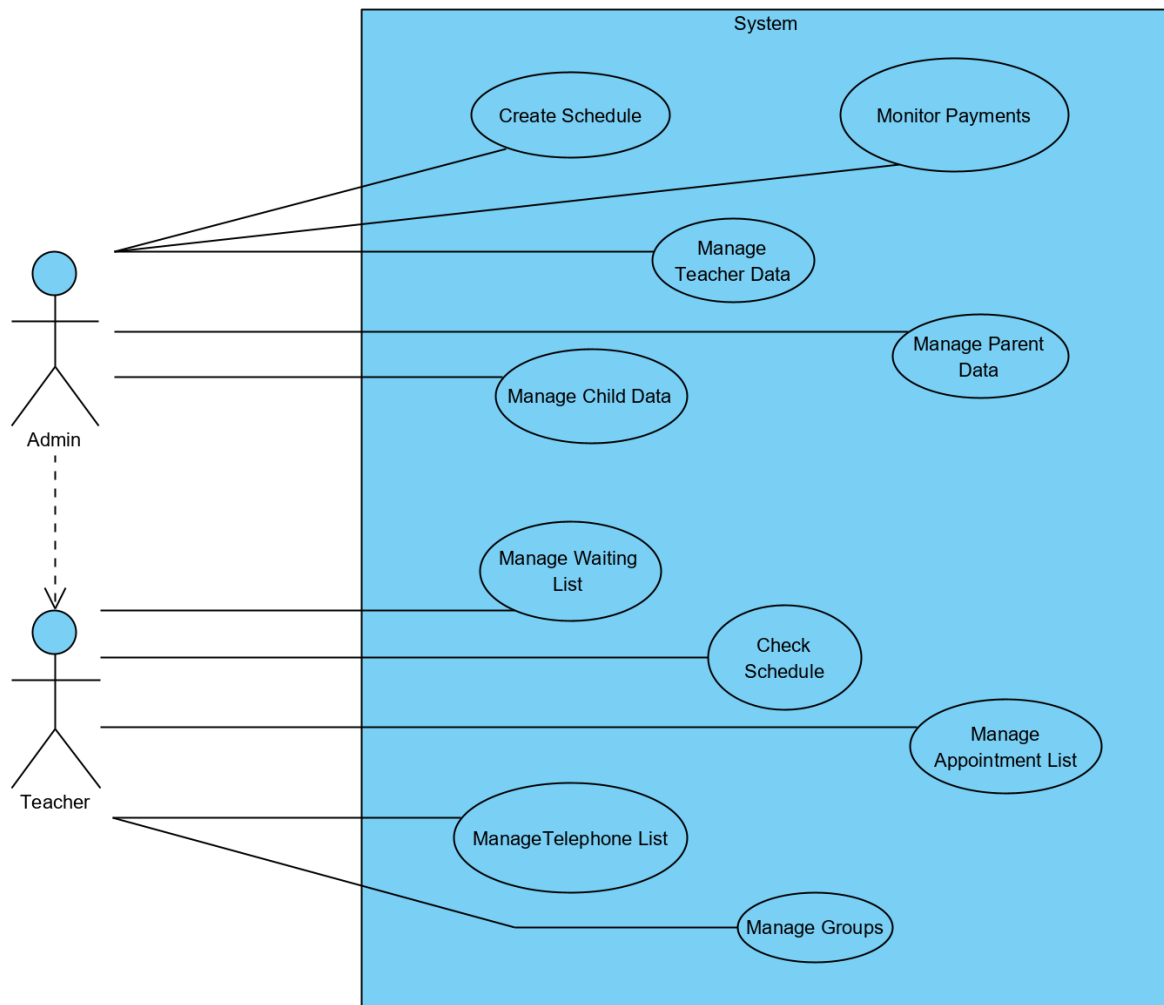 System
Create Schedule
Monitor Payments
Manage
Teacher Data
Manage Parent
Data
Manage Child Data
Admin
Manage Waiting
List
Check
Schedule
Manage
Appointment List
Teacher
ManageTelephone List
Manage Groups